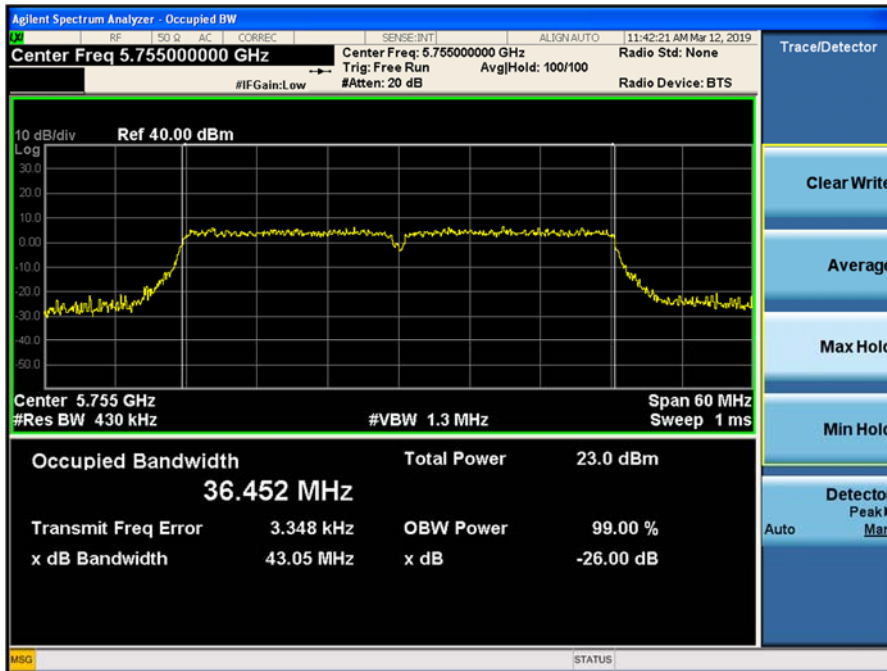 Agilent Spectrum Analyzer - Occupied BW
LXI RF 50 Ω AC CORREC SENSE:INT ALIGN AUTO 11:42:21 AM Mar 12, 2019
Center Freq 5.755000000 GHz
Center Freq: 5.755000000 GHz Radio Std: None
Trig: Free Run Avg|Hold: 100/100
#IFGain:Low #Atten: 20 dB Radio Device: BTS
Trace/Detector
10 dB/div Ref 40.00 dBm
Log
30.0
20.0
10.0
0.00
-10.0
-20.0
-30.0
-40.0
-50.0
Center 5.755 GHz Span 60 MHz
#Res BW 430 kHz #VBW 1.3 MHz Sweep 1 ms
Occupied Bandwidth Total Power 23.0 dBm
36.452 MHz
Transmit Freq Error 3.348 kHz OBW Power 99.00 %
x dB Bandwidth 43.05 MHz x dB -26.00 dB
Clear Write
Average
Max Hold
Min Hold
Detector
Peak
Auto Man
MSG STATUS